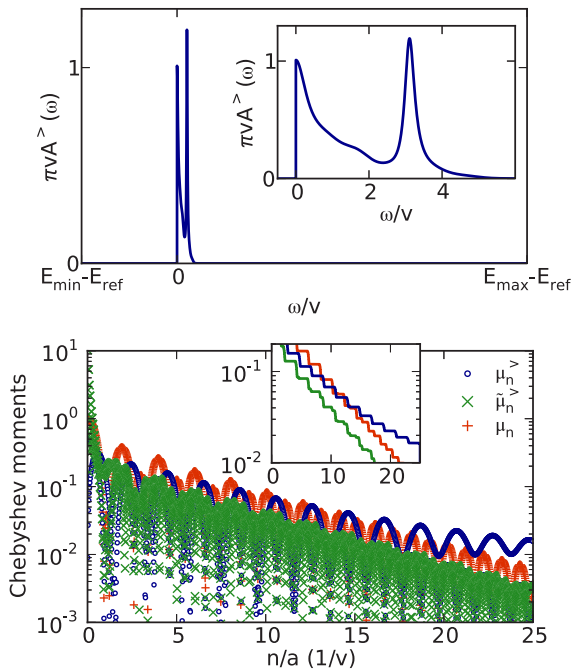 πvA^> (ω)
1
0
E_min-E_ref
0
E_max-E_ref
ω/v
πvA^> (ω)
1
0
0
2
4
ω/v
Chebyshev moments
10^1
10^0
10^-1
10^-2
10^-3
0
5
10
15
20
25
n/a (1/v)
10^-1
10^-2
0
10
20
μ_n^v
μ̃_n^v
μ_n